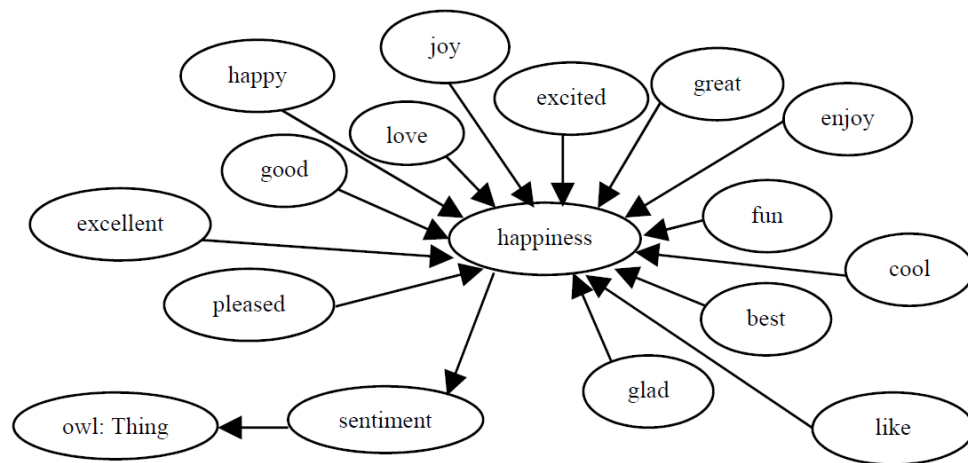 joy
happy
great
excited
enjoy
love
good
fun
excellent
happiness
cool
pleased
best
glad
sentiment
like
owl: Thing